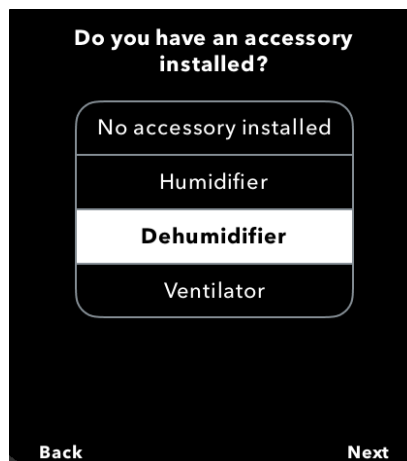 Do you have an accessory
installed?
No accessory installed
Humidifier
Dehumidifier
Ventilator
Back
Next